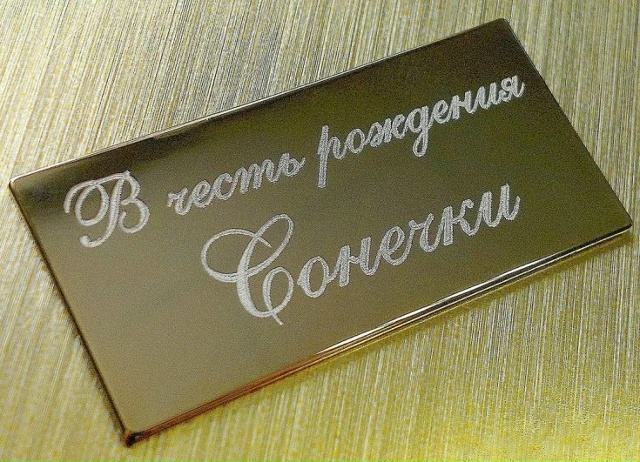 В честь рождения
Сонечки